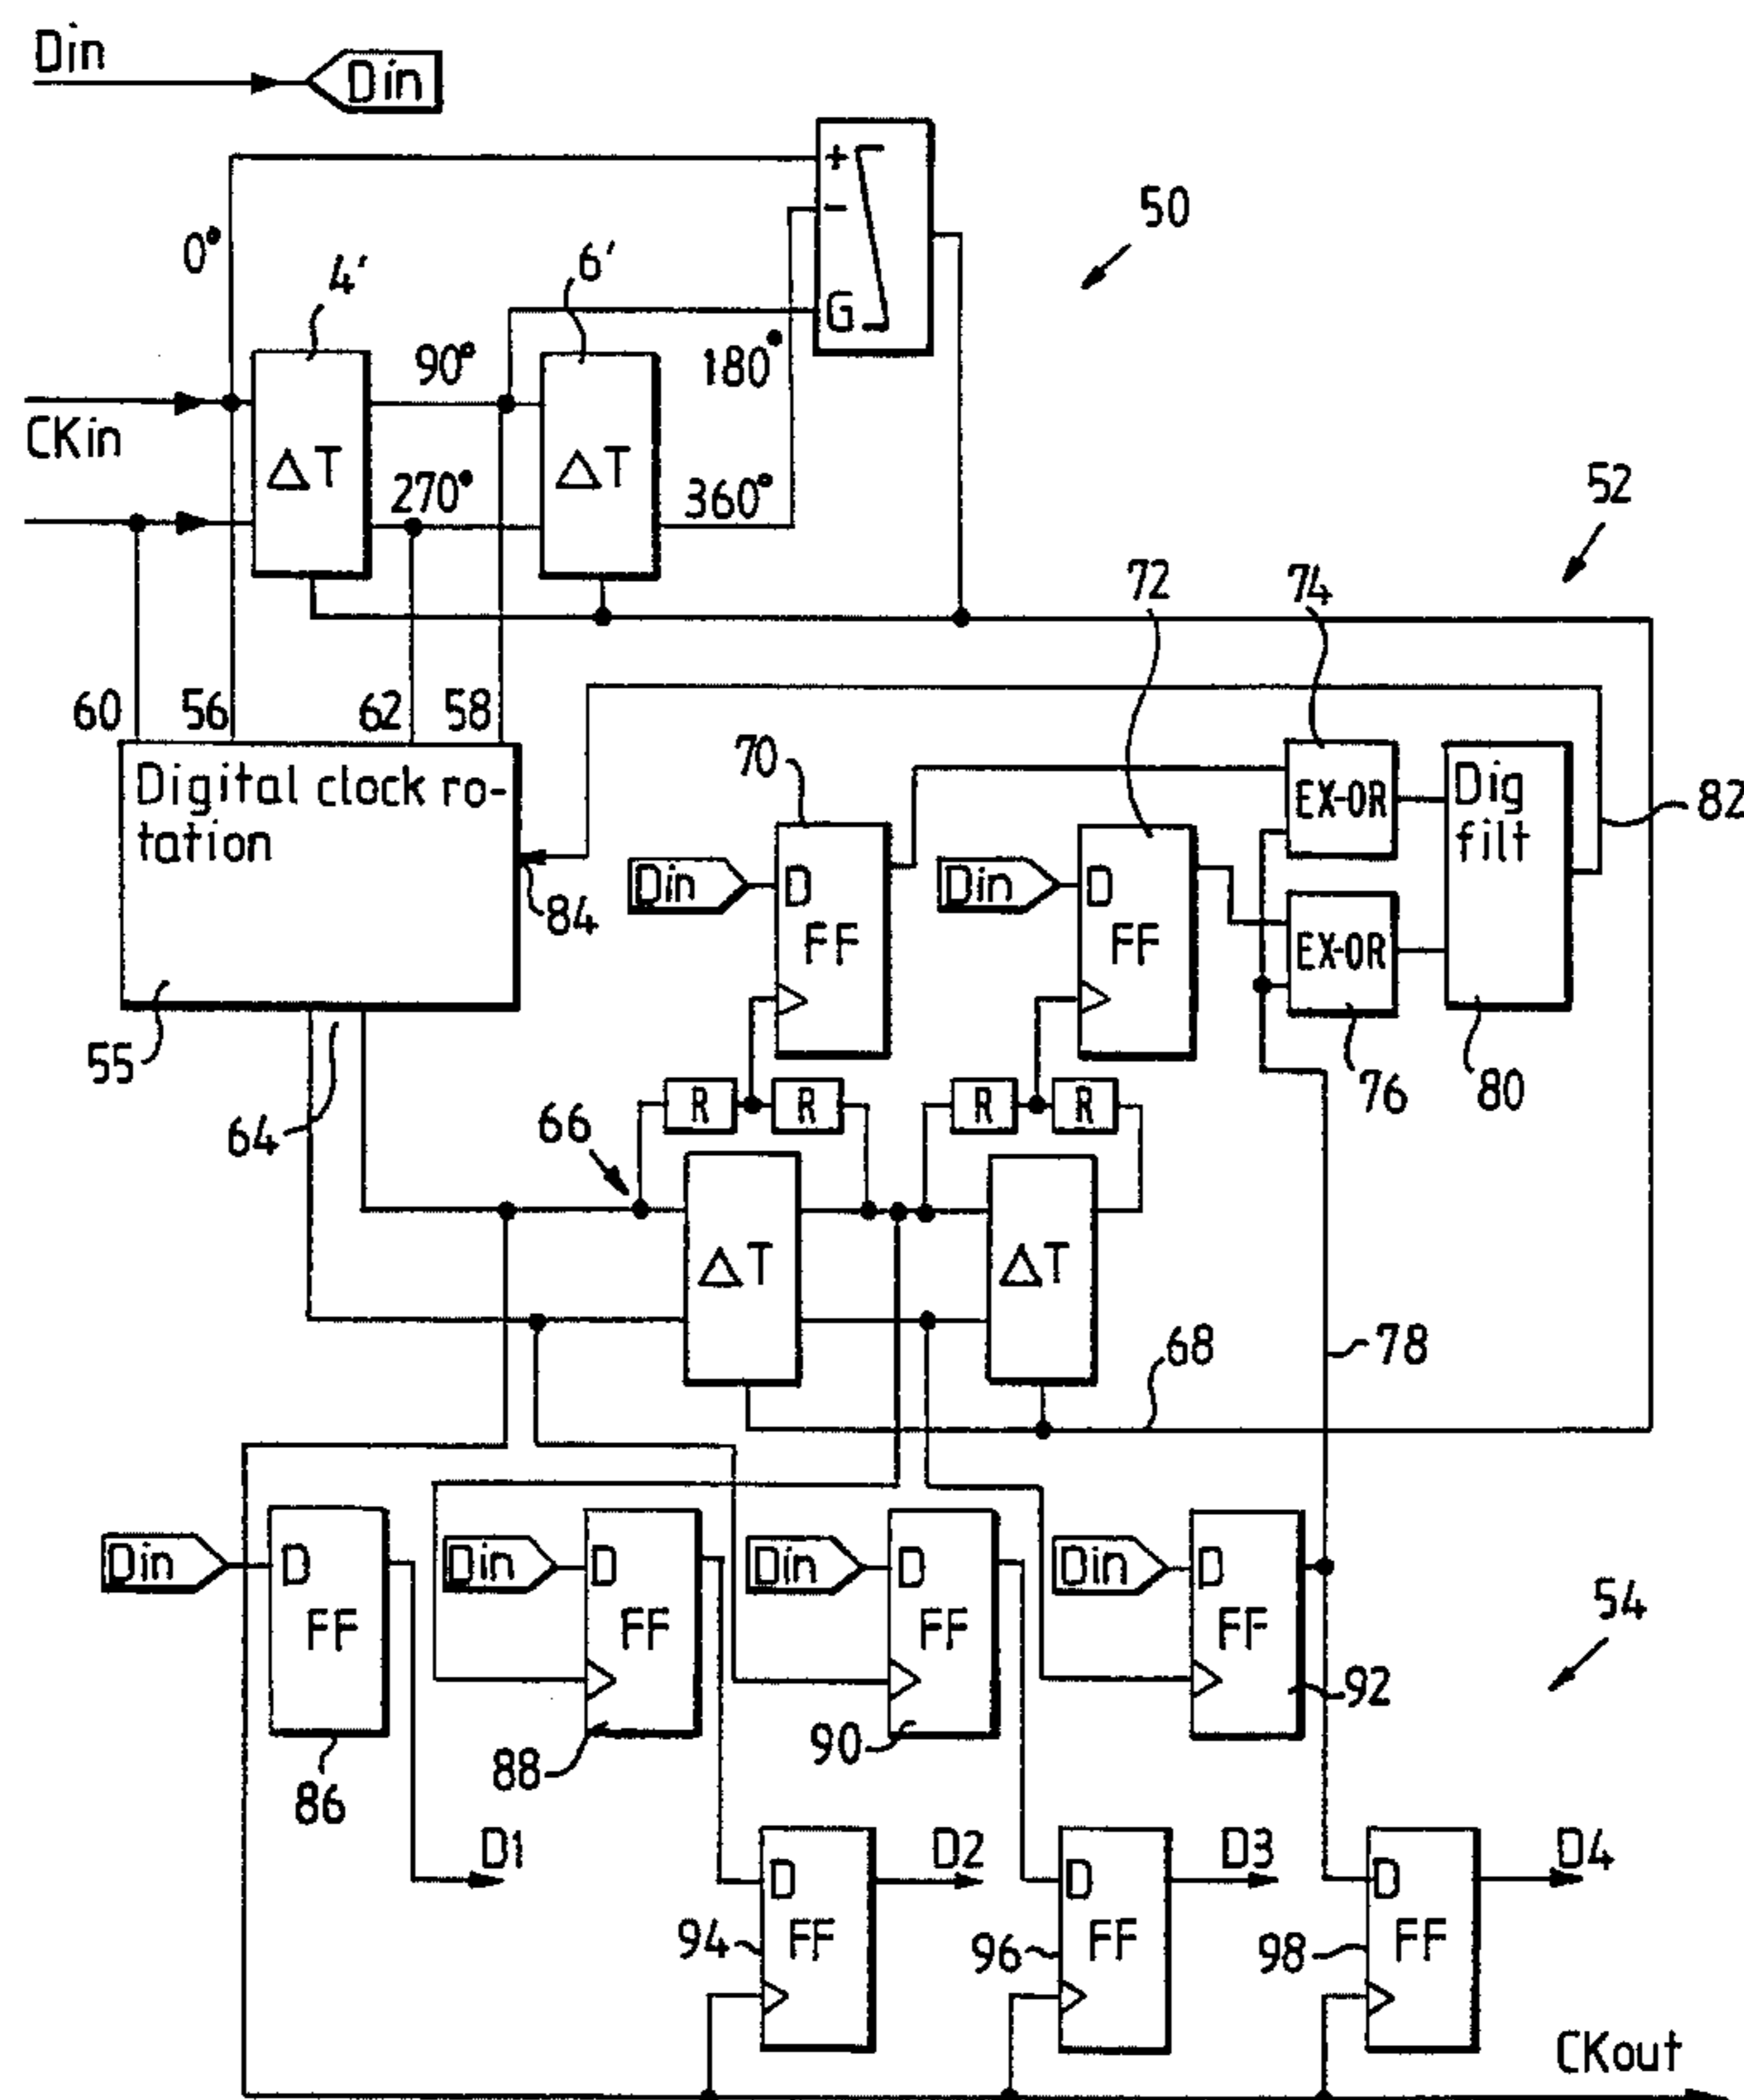 Din
Din
+
-
G
50
0°
4'
6'
90°
180°
CKin
ΔT
ΔT
270°
360°
52
72
74
60
56
62
58
70
Digital clock ro-
tation
EX-OR
Dig
filt
82
Din
D
FF
Din
D
FF
84
EX-OR
55
64
76
80
66
R
R
R
R
ΔT
ΔT
68
78
Din
D
FF
Din
D
FF
Din
D
FF
Din
D
FF
54
86
88
90
92
D1
D2
D3
D4
D
FF
D
FF
D
FF
94
96
98
CKout